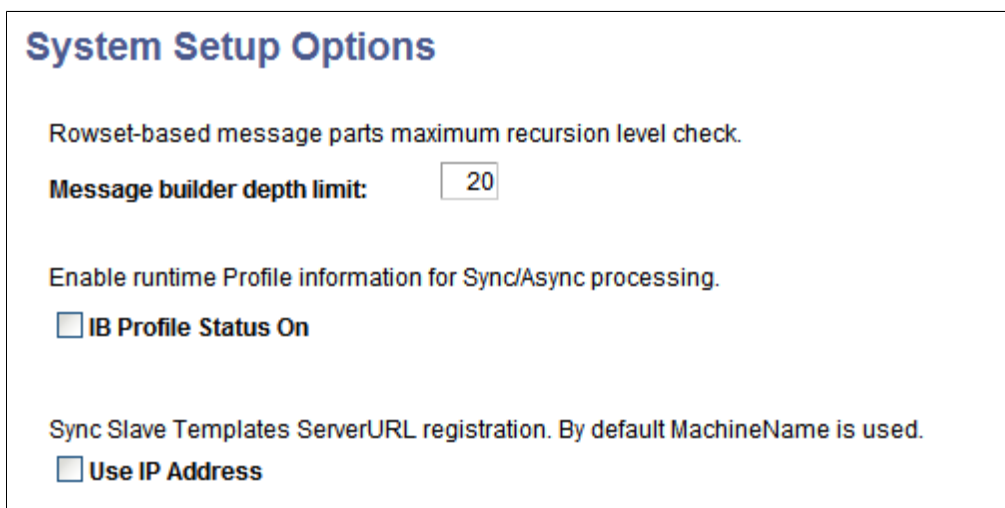 System Setup Options
Rowset-based message parts maximum recursion level check.
Message builder depth limit: 20
Enable runtime Profile information for Sync/Async processing.
IB Profile Status On
Sync Slave Templates ServerURL registration. By default MachineName is used.
Use IP Address